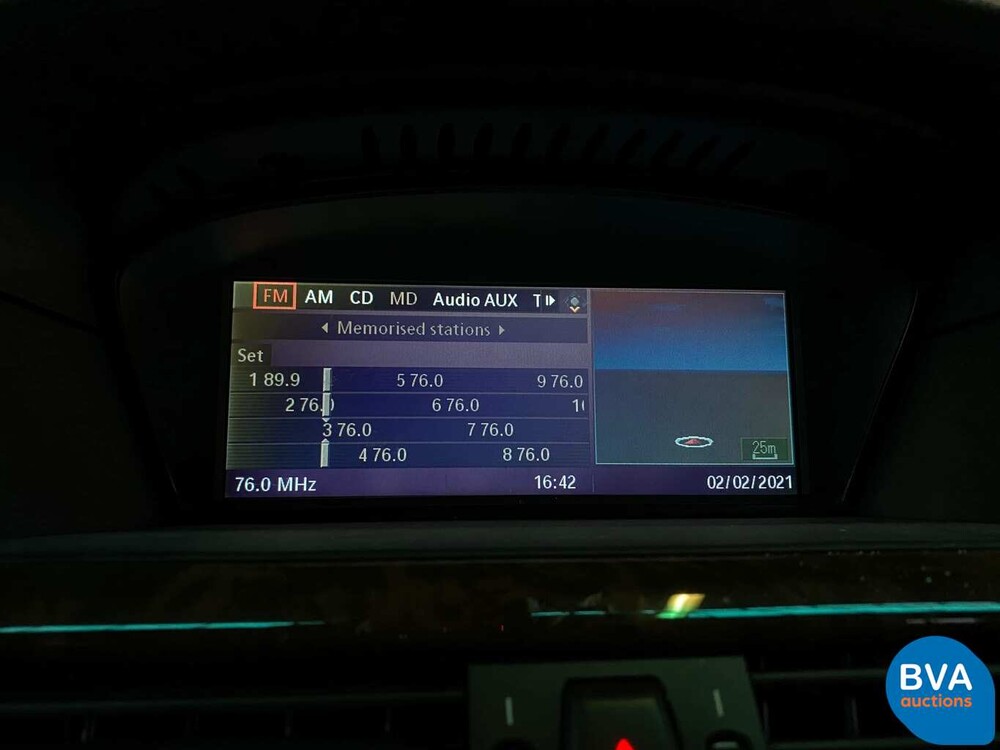 FM AM CD MD Audio AUX T
Memorised stations
Set
1 89.9 5 76.0 9 76.0
2 76.0 6 76.0
3 76.0 7 76.0
4 76.0 8 76.0
25m
76.0 MHz 16:42 02/02/2021
BVA
auctions